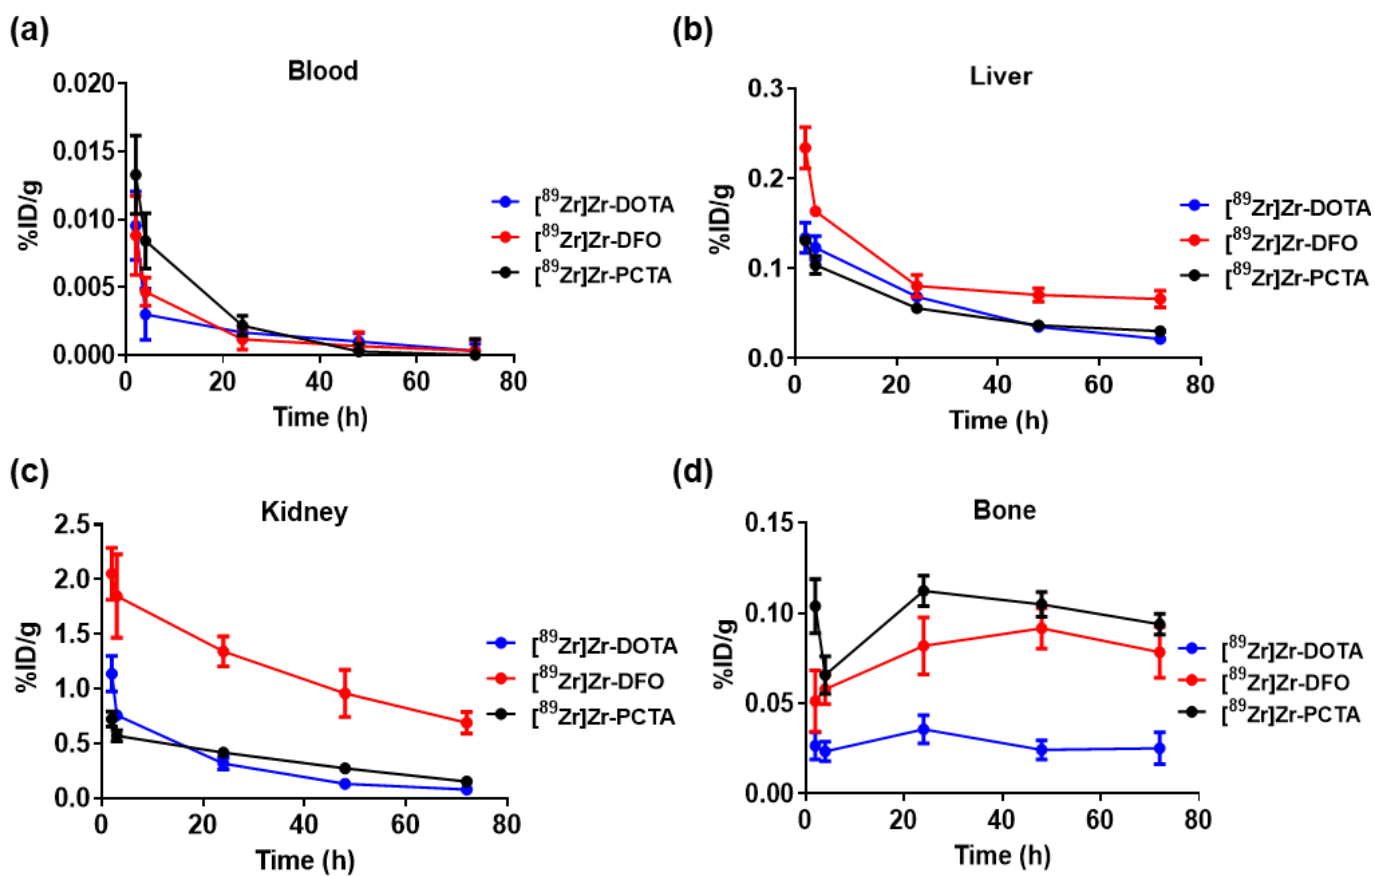 (a)
Blood
0.020
0.015
0.010
0.005
0.000
%ID/g
0 20 40 60 80
Time (h)
[⁸⁹Zr]Zr-DOTA
[⁸⁹Zr]Zr-DFO
[⁸⁹Zr]Zr-PCTA
(b)
Liver
0.3
0.2
0.1
0.0
%ID/g
0 20 40 60 80
Time (h)
[⁸⁹Zr]Zr-DOTA
[⁸⁹Zr]Zr-DFO
[⁸⁹Zr]Zr-PCTA
(c)
Kidney
2.5
2.0
1.5
1.0
0.5
0.0
%ID/g
0 20 40 60 80
Time (h)
[⁸⁹Zr]Zr-DOTA
[⁸⁹Zr]Zr-DFO
[⁸⁹Zr]Zr-PCTA
(d)
Bone
0.15
0.10
0.05
0.00
%ID/g
0 20 40 60 80
Time (h)
[⁸⁹Zr]Zr-DOTA
[⁸⁹Zr]Zr-DFO
[⁸⁹Zr]Zr-PCTA